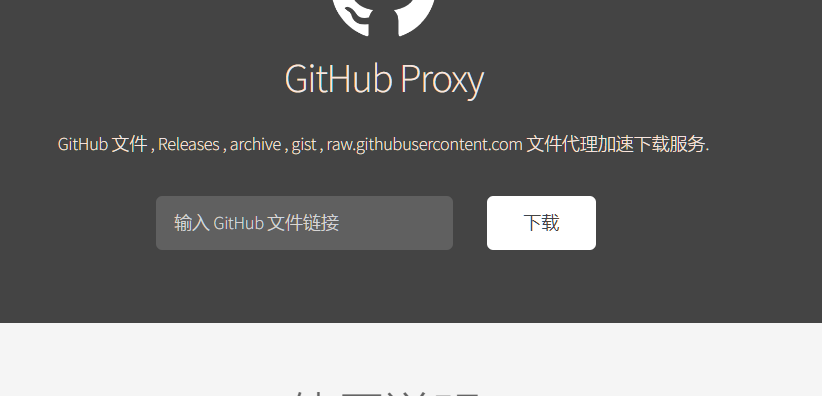 GitHub Proxy
GitHub 文件 , Releases , archive , gist , raw.githubusercontent.com 文件代理加速下载服务.
输入 GitHub 文件链接
下载